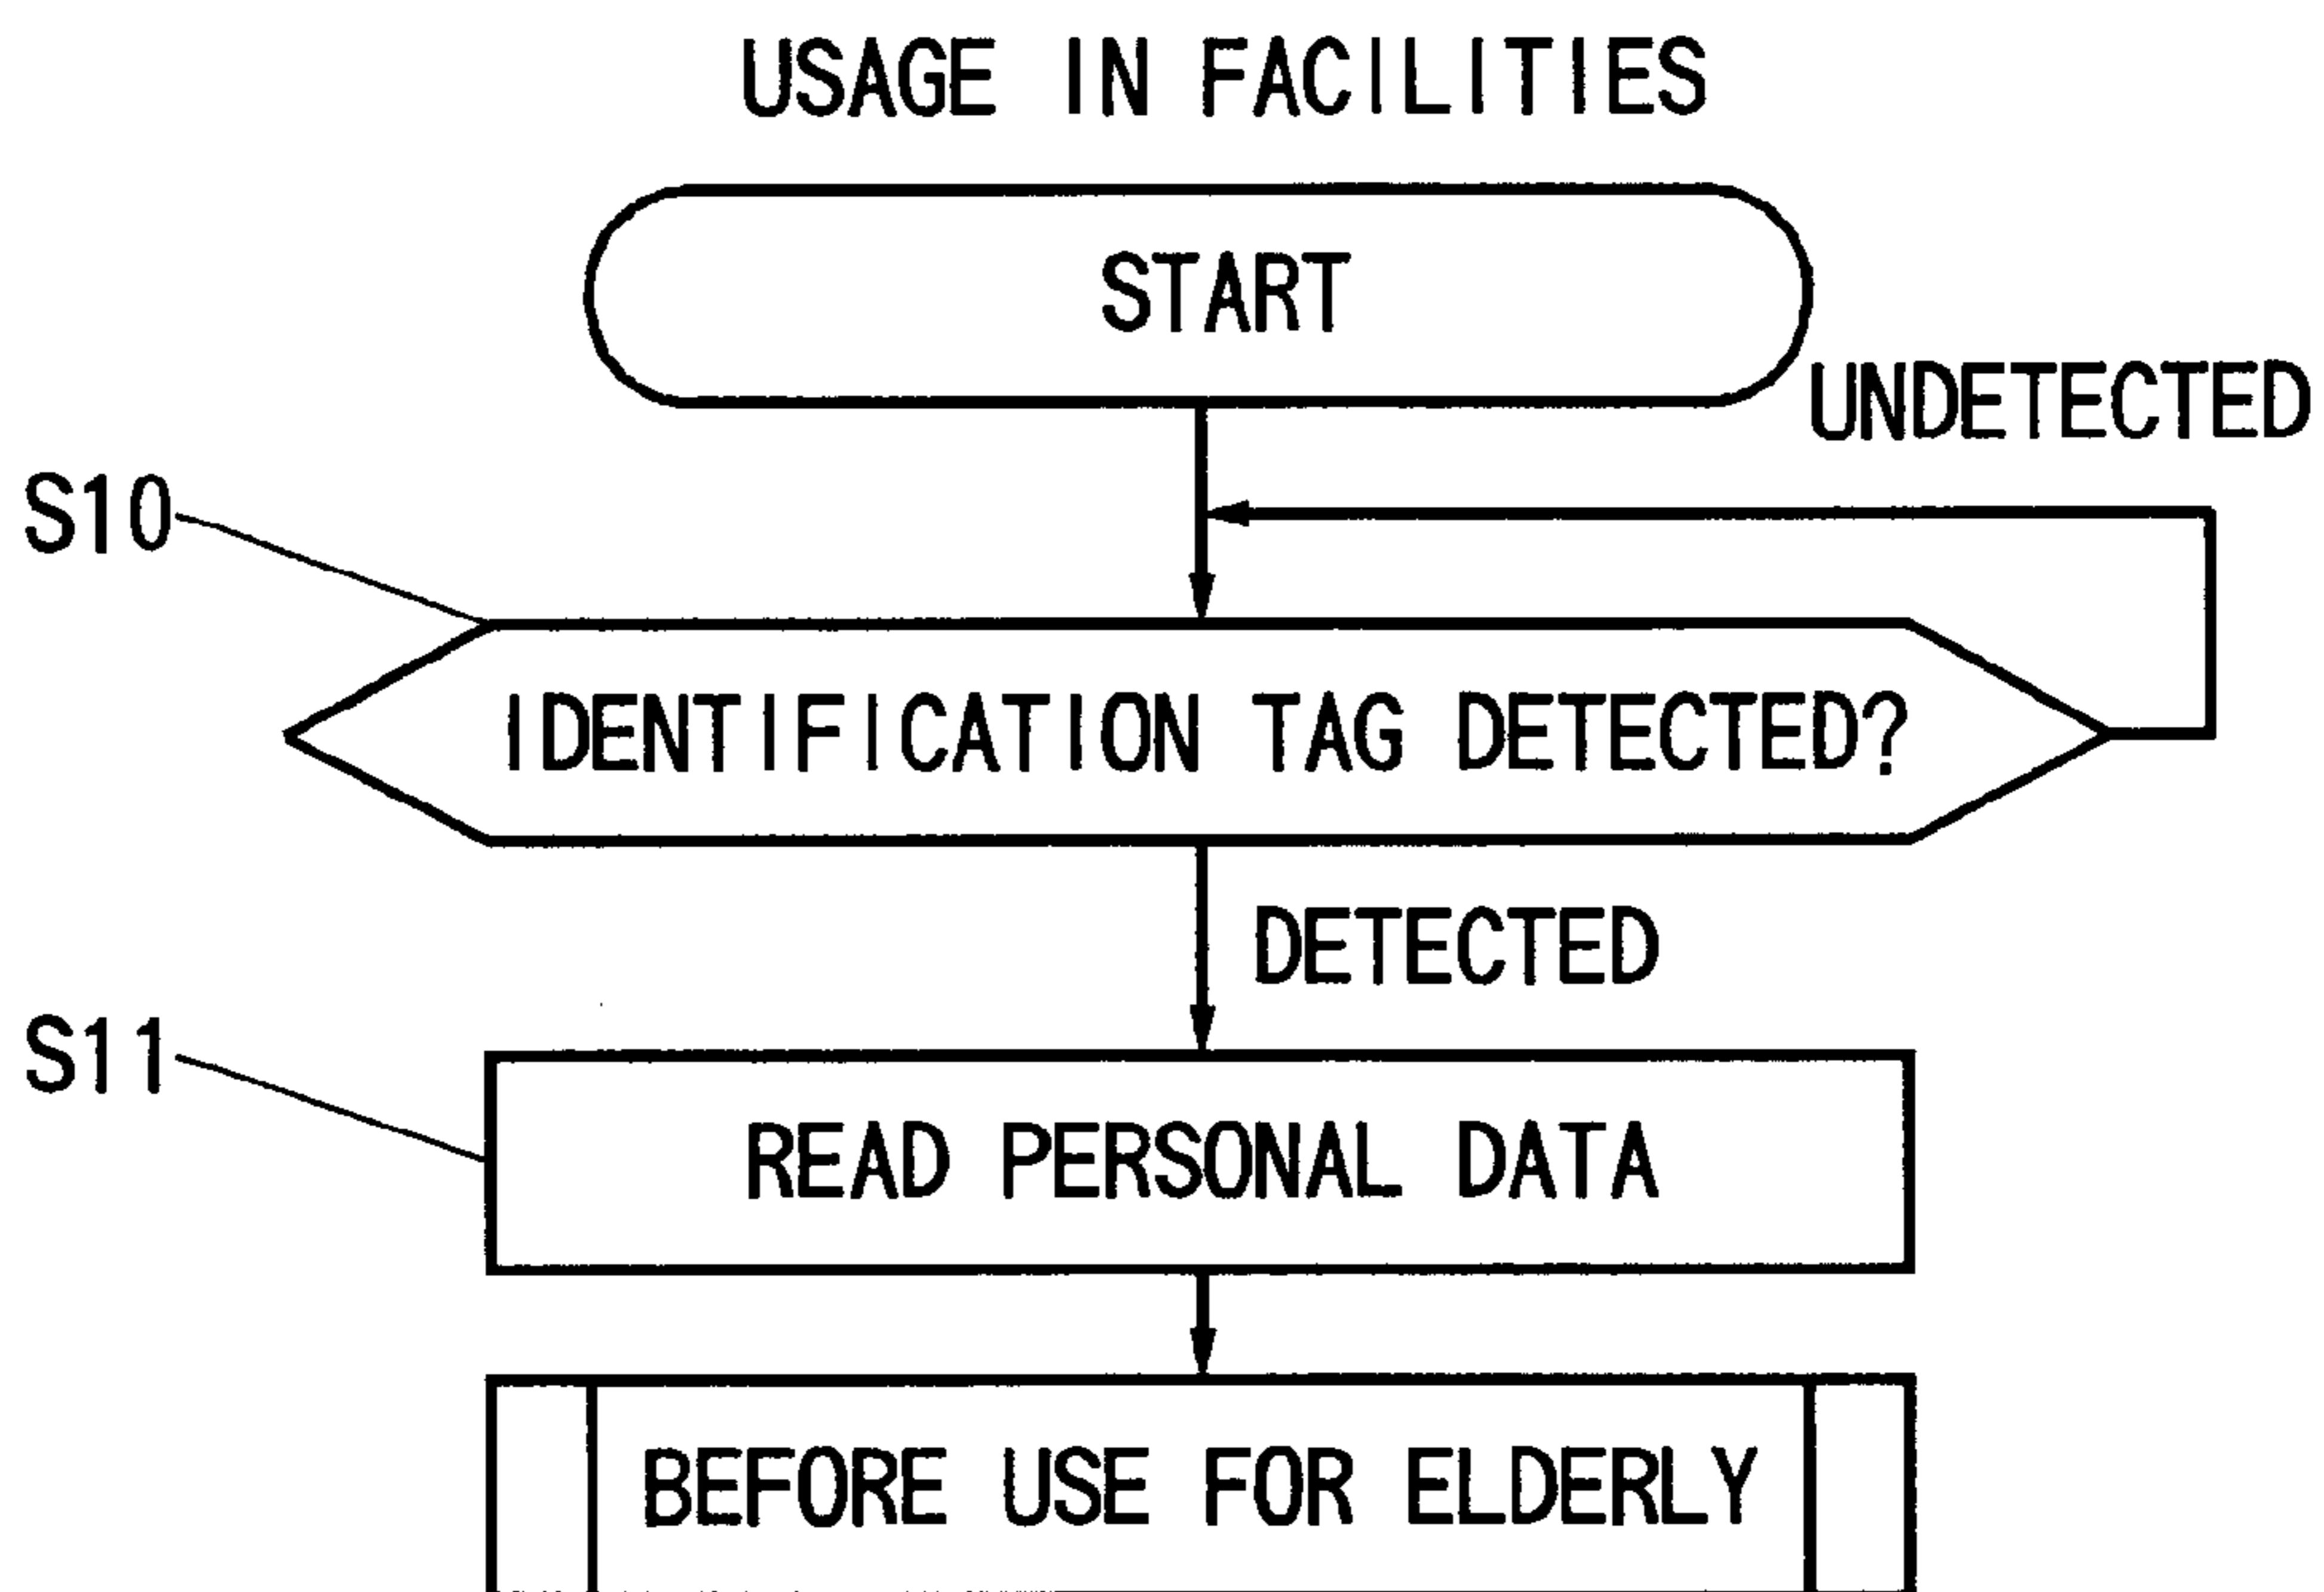 USAGE IN FACILITIES
START
UNDETECTED
S10
IDENTIFICATION TAG DETECTED?
DETECTED
S11
READ PERSONAL DATA
BEFORE USE FOR ELDERLY